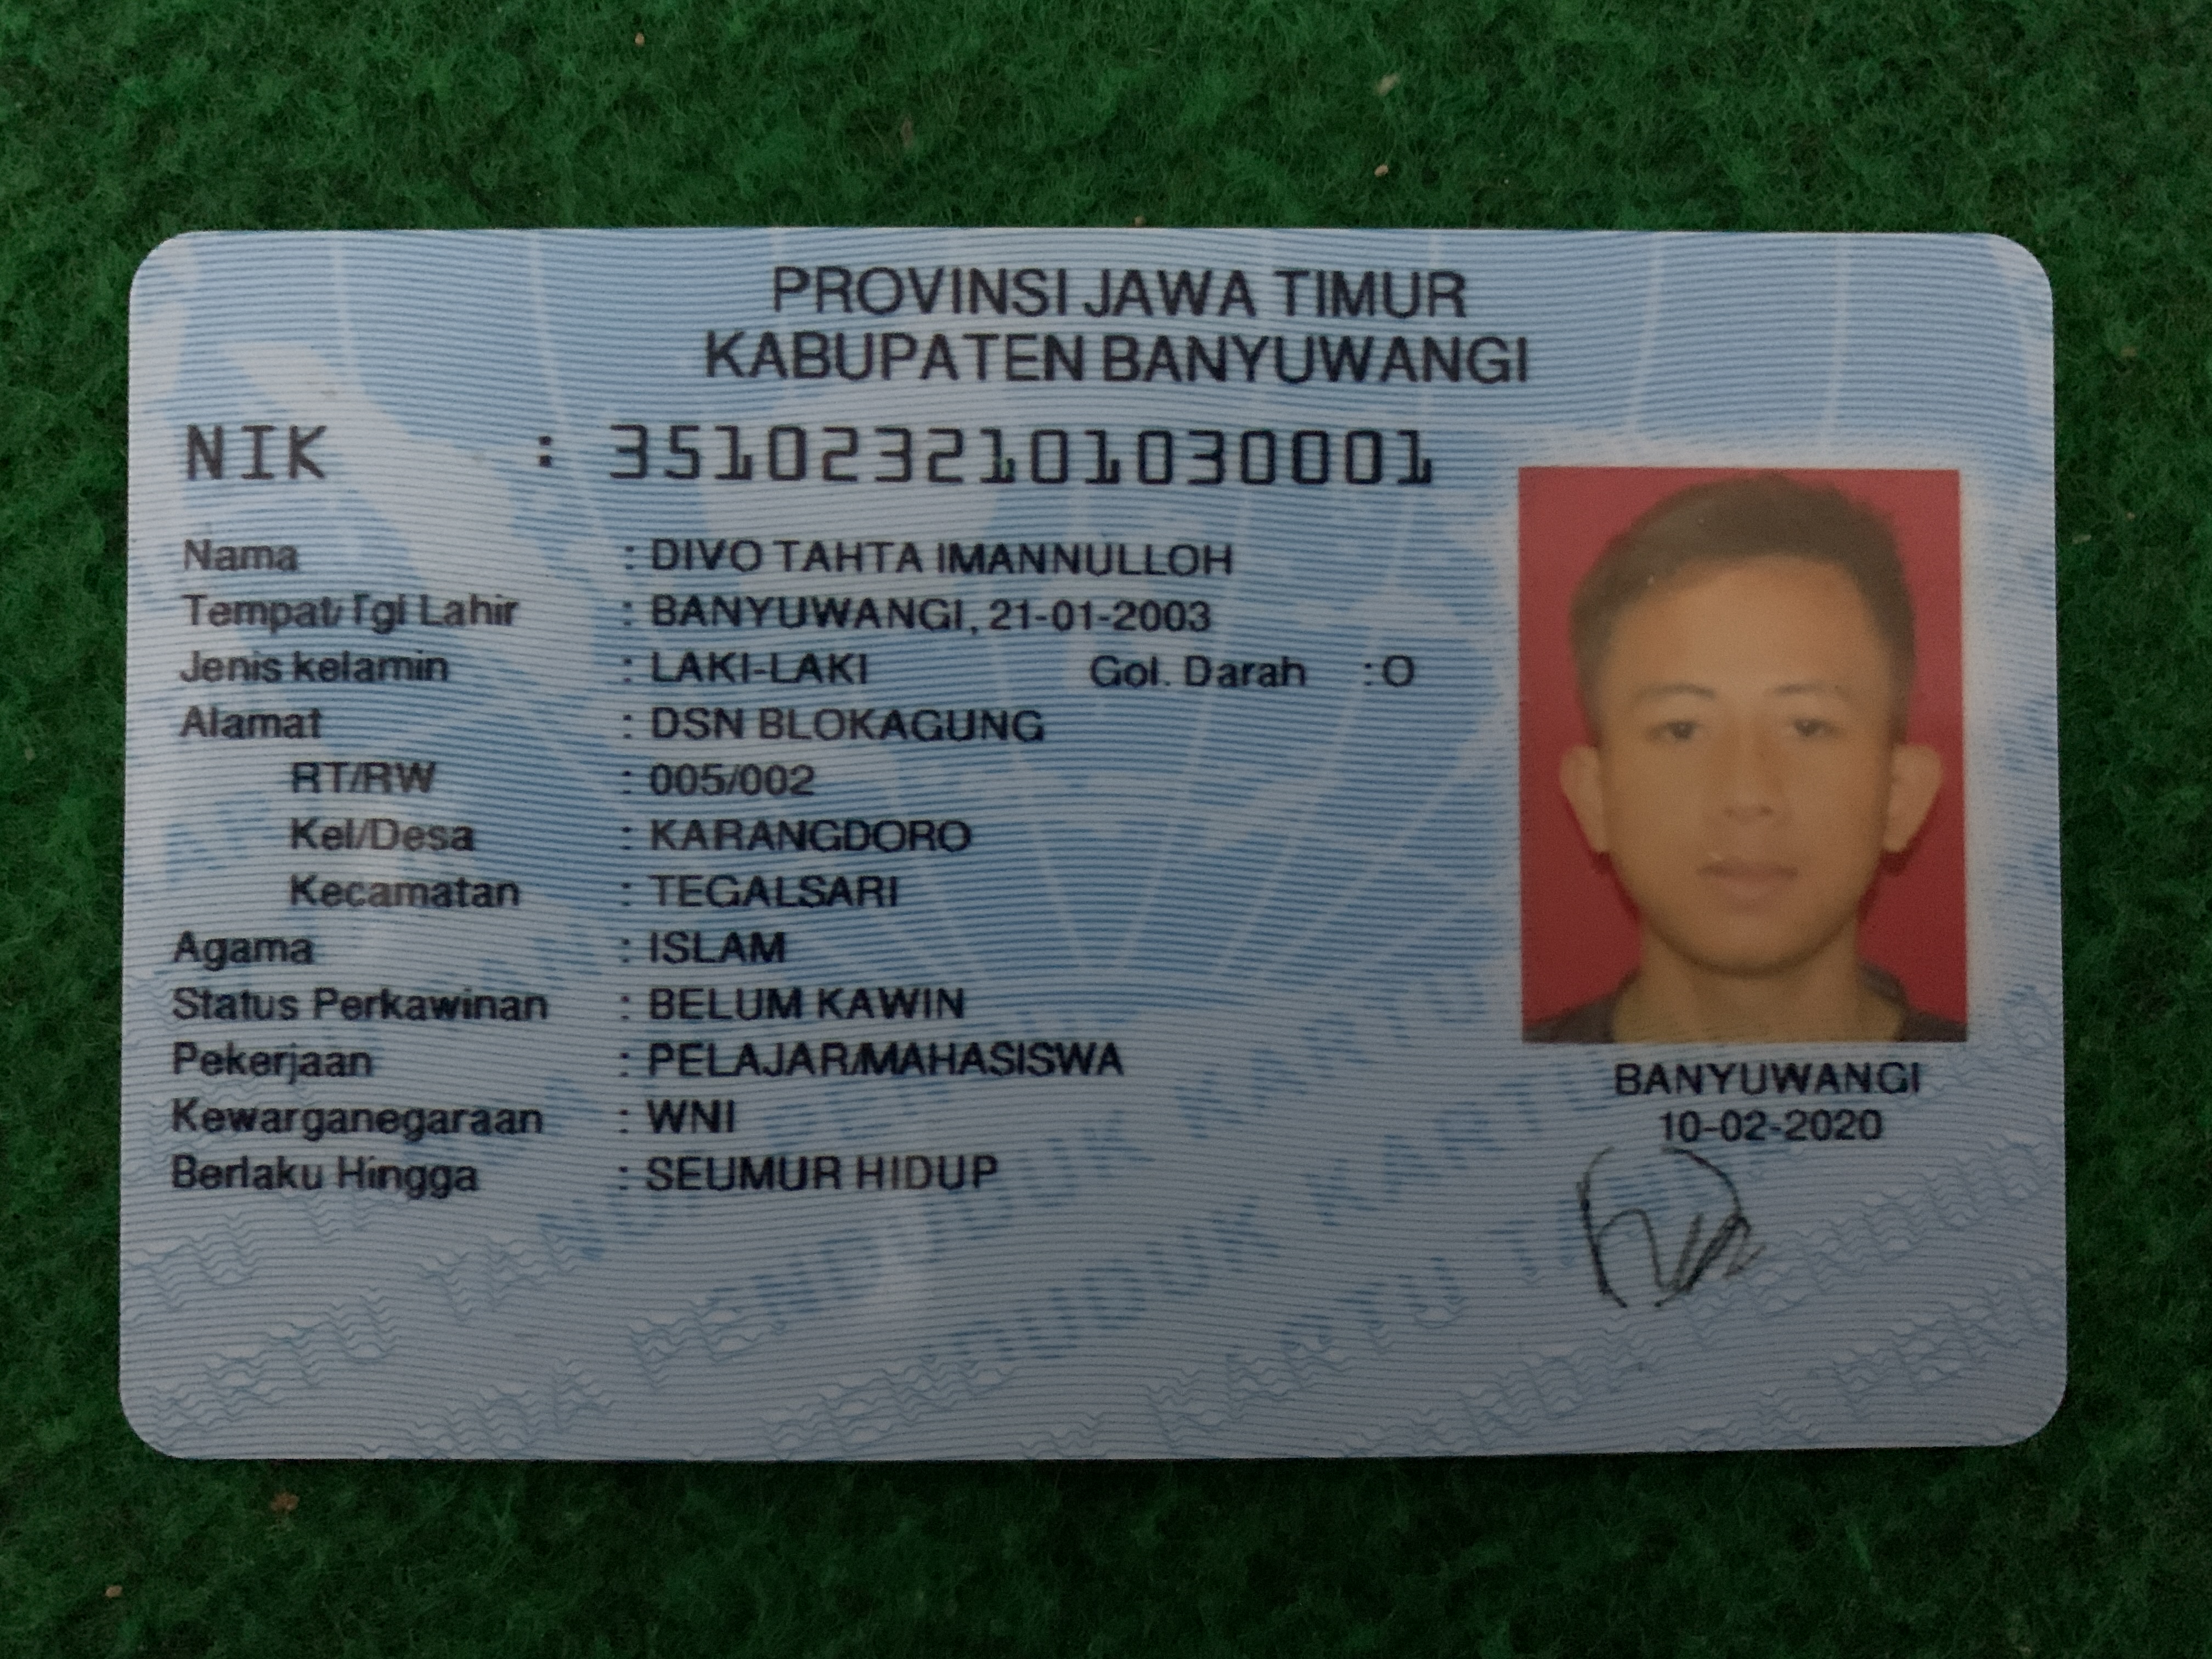 PROVINSI JAWA TIMUR
KABUPATEN BANYUWANGI
NIK : 3510232101030001
Nama : DIVO TAHTA IMANNULLOH
Tempat/Tgl Lahir : BANYUWANGI, 21-01-2003
Jenis kelamin : LAKI-LAKI Gol. Darah : O
Alamat : DSN BLOKAGUNG
RT/RW : 005/002
Kel/Desa : KARANGDORO
Kecamatan : TEGALSARI
Agama : ISLAM
Status Perkawinan : BELUM KAWIN
Pekerjaan : PELAJAR/MAHASISWA
Kewarganegaraan : WNI
Berlaku Hingga : SEUMUR HIDUP
BANYUWANGI
10-02-2020